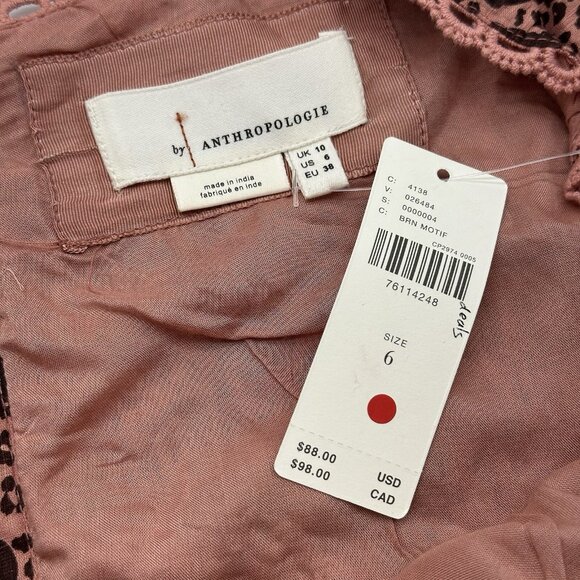 by ANTHROPOLOGIE
made in india
fabriqué en inde
UK 10
US 6
EU 38
C: 4138
V: 026484
S: 0000004
C: BRN MOTIF
CP2974 0005
76114248
deals
SIZE
6
$88.00 USD
$98.00 CAD